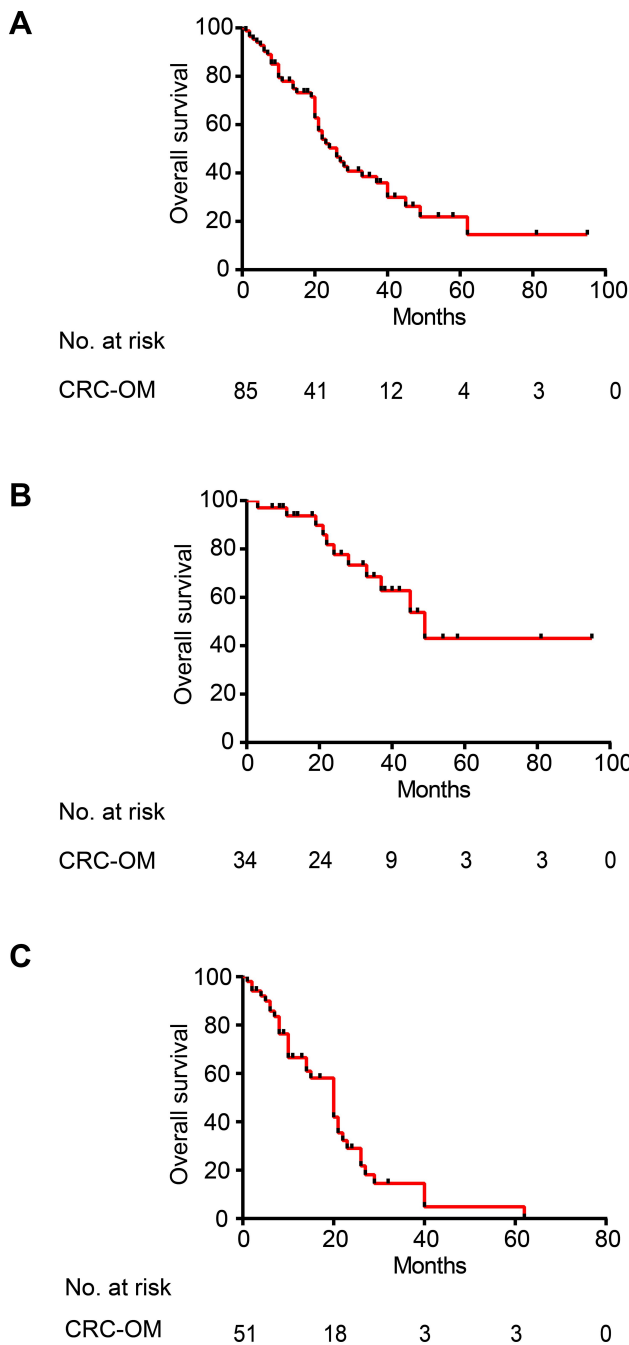 A
Overall survival
100
80
60
40
20
0
0 20 40 60 80 100
Months
No. at risk
CRC-OM 85 41 12 4 3 0
B
Overall survival
100
80
60
40
20
0
0 20 40 60 80 100
Months
No. at risk
CRC-OM 34 24 9 3 3 0
C
Overall survival
100
80
60
40
20
0
0 20 40 60 80
Months
No. at risk
CRC-OM 51 18 3 3 0